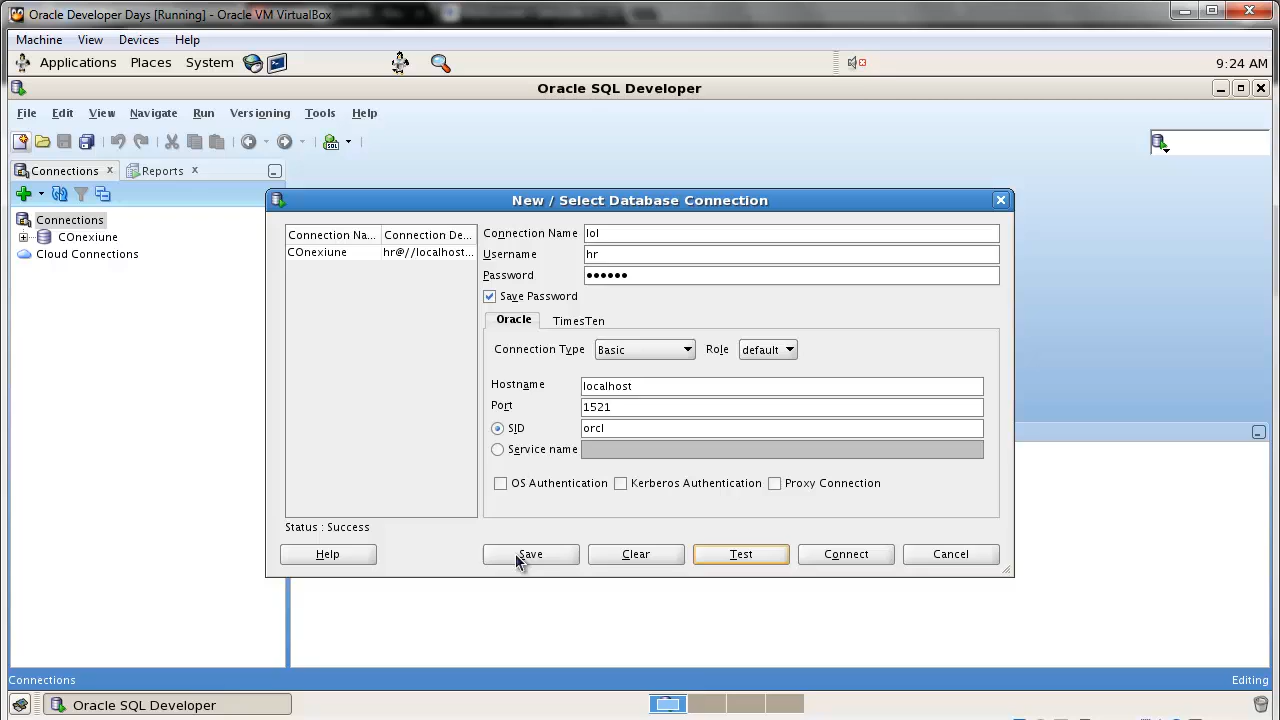 Oracle Developer Days [Running] - Oracle VM VirtualBox
Machine View Devices Help
Applications Places System 9:24 AM
Oracle SQL Developer
File Edit View Navigate Run Versioning Tools Help
SQL
Connections x Reports x
Connections
COnexiune
Cloud Connections
New / Select Database Connection
Connection Na... Connection De...
COnexiune hr@//localhost...
Connection Name lol
Username hr
Password ••••••
Save Password
Oracle TimesTen
Connection Type Basic Role default
Hostname localhost
Port 1521
SID orcl
Service name
OS Authentication Kerberos Authentication Proxy Connection
Status : Success
Help Save Clear Test Connect Cancel
Connections Editing
Oracle SQL Developer